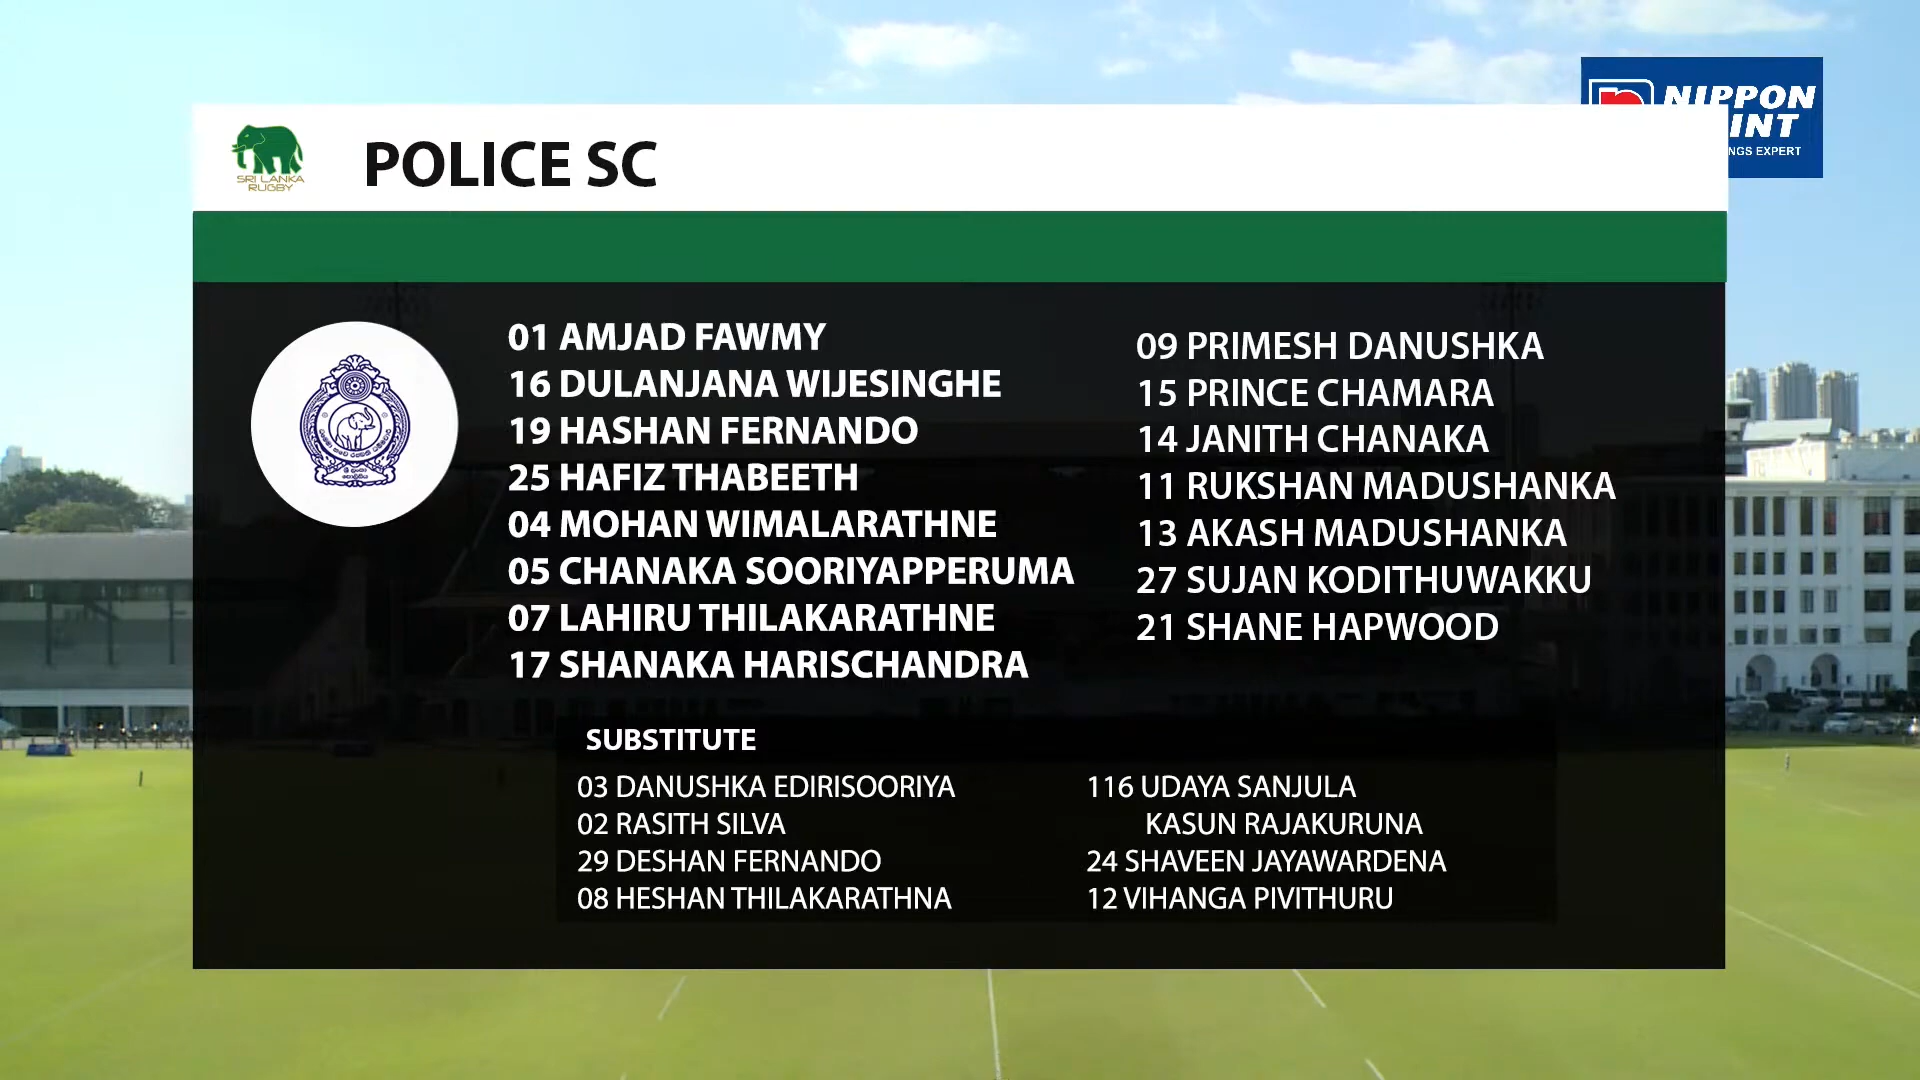 NIPPON
INT
NGS EXPERT
SRI LANKA
RUGBY
POLICE SC
01 AMJAD FAWMY
16 DULANJANA WIJESINGHE
19 HASHAN FERNANDO
25 HAFIZ THABEETH
04 MOHAN WIMALARATHNE
05 CHANAKA SOORIYAPPERUMA
07 LAHIRU THILAKARATHNE
17 SHANAKA HARISCHANDRA
09 PRIMESH DANUSHKA
15 PRINCE CHAMARA
14 JANITH CHANAKA
11 RUKSHAN MADUSHANKA
13 AKASH MADUSHANKA
27 SUJAN KODITHUWAKKU
21 SHANE HAPWOOD
SUBSTITUTE
03 DANUSHKA EDIRISOORIYA
02 RASITH SILVA
29 DESHAN FERNANDO
08 HESHAN THILAKARATHNA
116 UDAYA SANJULA
KASUN RAJAKURUNA
24 SHAVEEN JAYAWARDENA
12 VIHANGA PIVITHURU